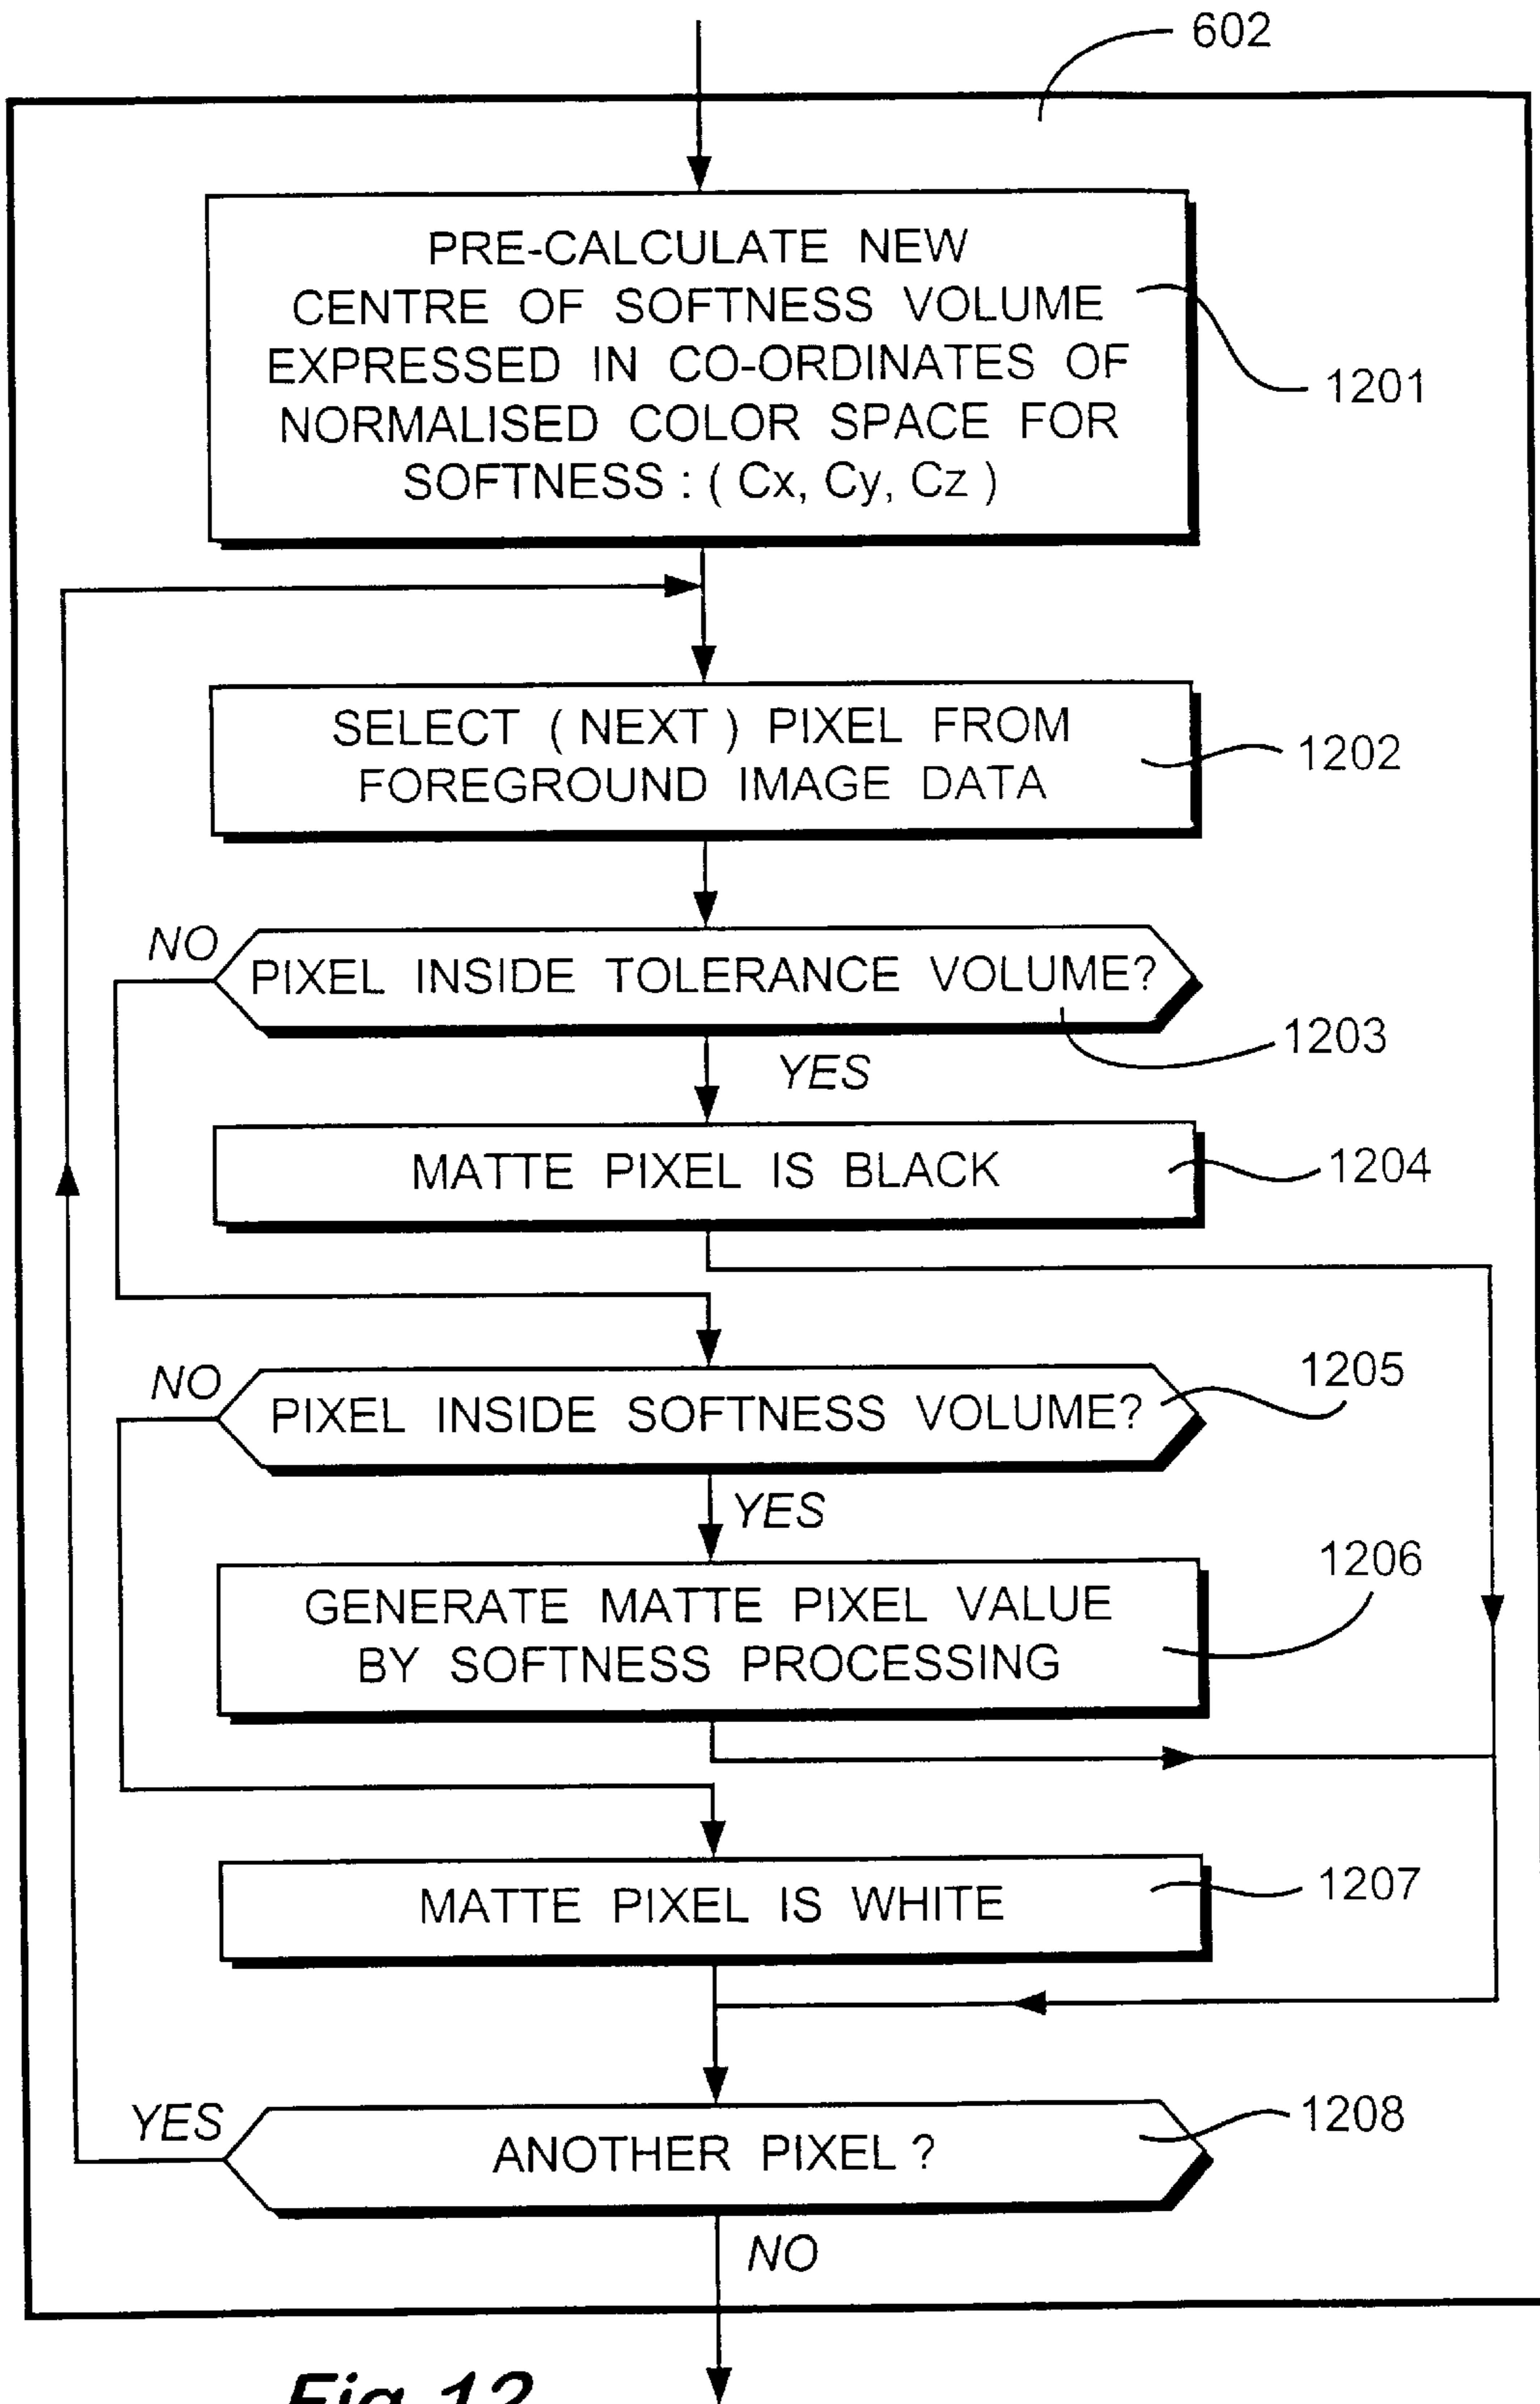 602
PRE-CALCULATE NEW
CENTRE OF SOFTNESS VOLUME
EXPRESSED IN CO-ORDINATES OF
NORMALISED COLOR SPACE FOR
SOFTNESS : ( Cx, Cy, Cz )
1201
SELECT ( NEXT ) PIXEL FROM
FOREGROUND IMAGE DATA
1202
NO
PIXEL INSIDE TOLERANCE VOLUME?
1203
YES
MATTE PIXEL IS BLACK
1204
NO
PIXEL INSIDE SOFTNESS VOLUME?
1205
YES
GENERATE MATTE PIXEL VALUE
BY SOFTNESS PROCESSING
1206
MATTE PIXEL IS WHITE
1207
YES
ANOTHER PIXEL ?
1208
NO
Fig 12